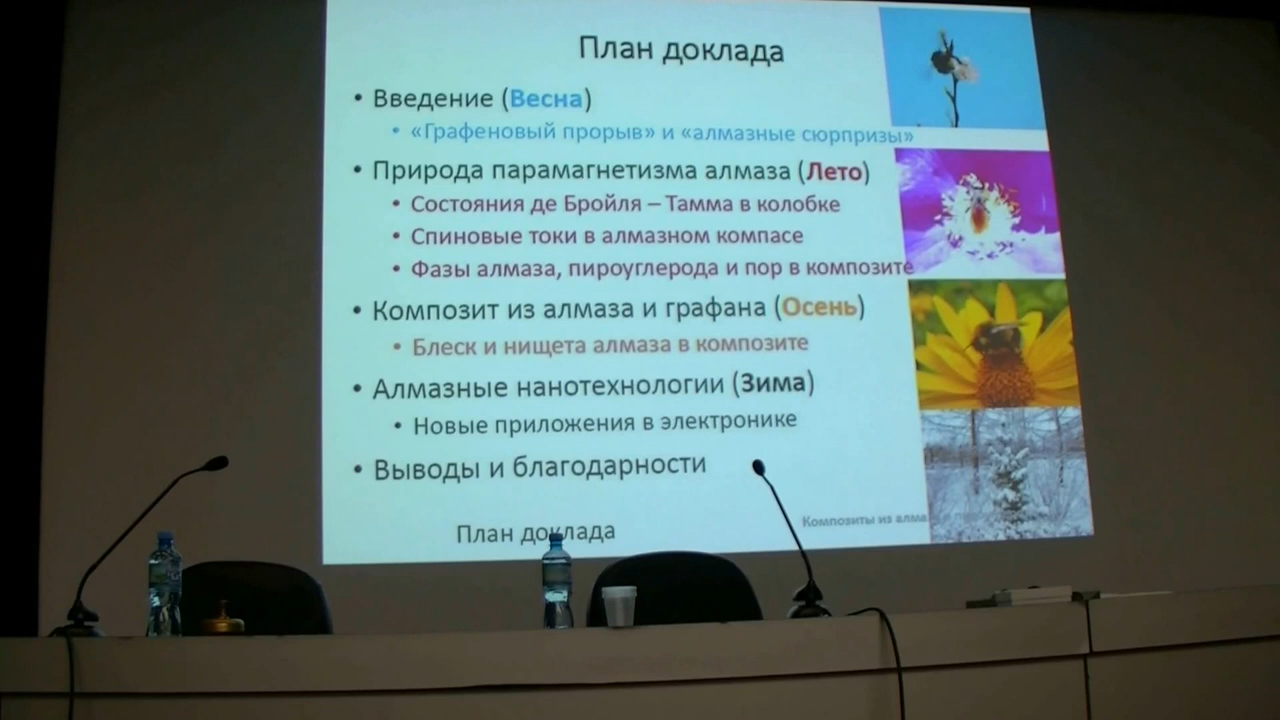 План доклада
• Введение (Весна)
• «Графеновый прорыв» и «алмазные сюрпризы»
• Природа парамагнетизма алмаза (Лето)
• Состояния де Бройля – Тамма в колобке
• Спиновые токи в алмазном компасе
• Фазы алмаза, пироуглерода и пор в композите
• Композит из алмаза и графана (Осень)
• Блеск и нищета алмаза в композите
• Алмазные нанотехнологии (Зима)
• Новые приложения в электронике
• Выводы и благодарности
План доклада
Композиты из